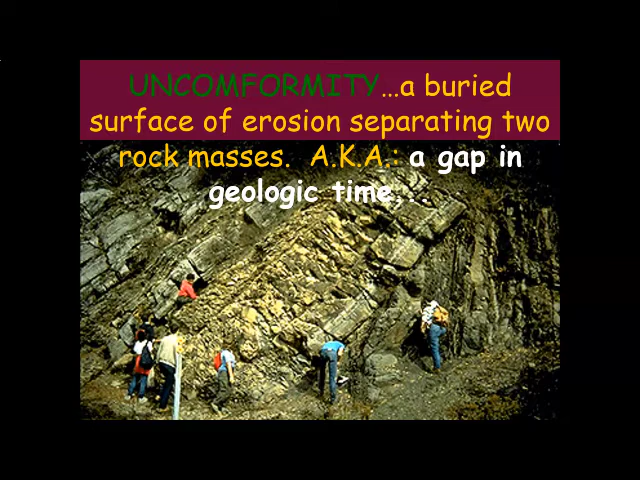 UNCOMFORMITY…a buried
surface of erosion separating two
rock masses.  A.K.A.: a gap in
geologic time,..